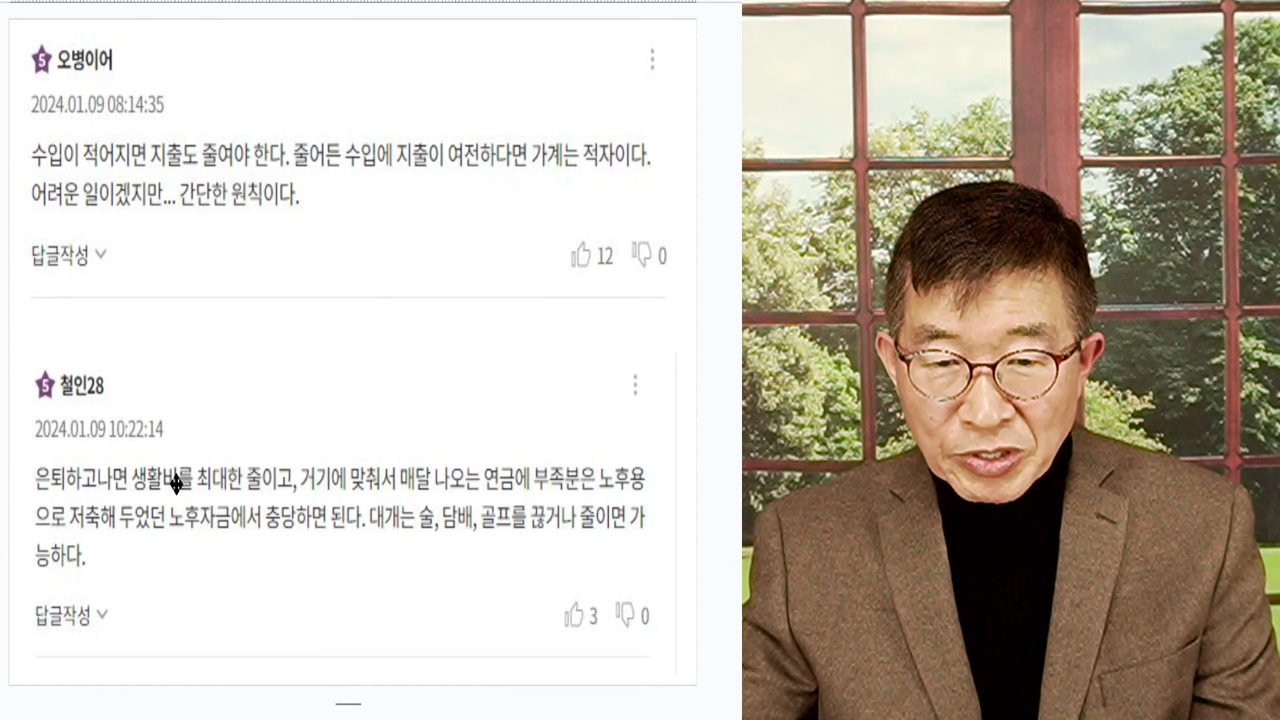 5 오병이어
2024.01.09 08:14:35
수입이 적어지면 지출도 줄여야 한다. 줄어든 수입에 지출이 여전하다면 가계는 적자이다.
어려운 일이겠지만... 간단한 원칙이다.
답글작성
12 0
5 철인28
2024.01.09 10:22:14
은퇴하고나면 생활비를 최대한 줄이고, 거기에 맞춰서 매달 나오는 연금에 부족분은 노후용
으로 저축해 두었던 노후자금에서 충당하면 된다. 대개는 술, 담배, 골프를 끊거나 줄이면 가
능하다.
답글작성
3 0